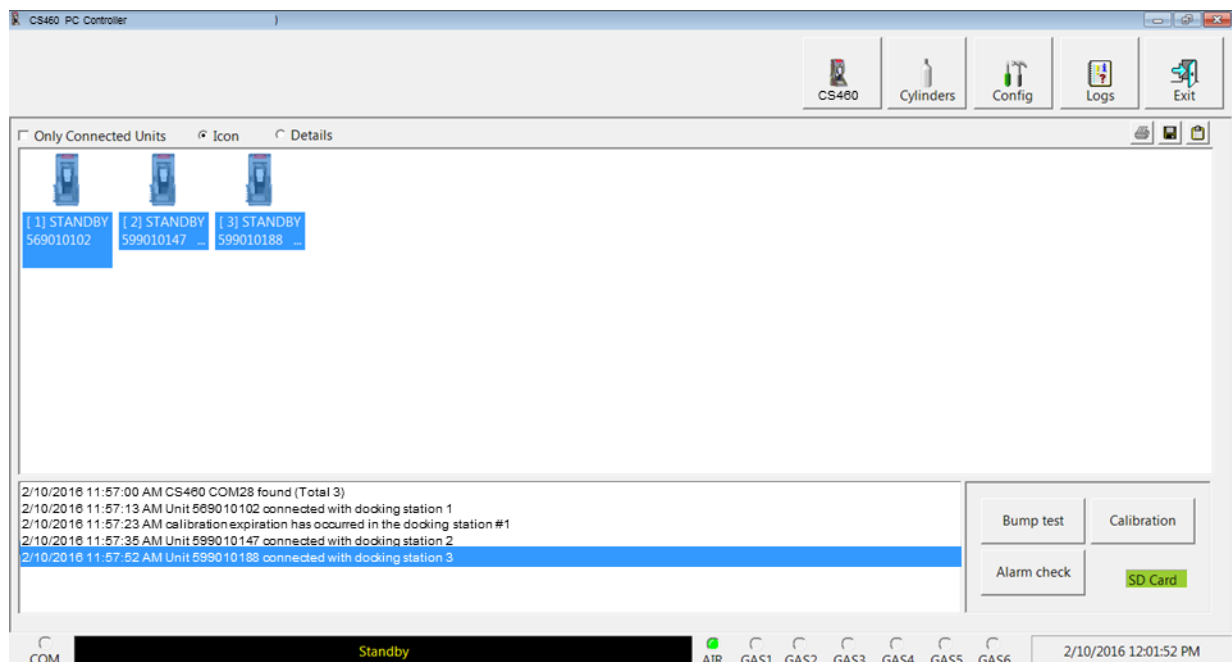 CS460 PC Controller )
CS460
Cylinders
Config
Logs
Exit
Only Connected Units
Icon
Details
[ 1] STANDBY
569010102
[ 2] STANDBY
599010147 ...
[ 3] STANDBY
599010188 ...
2/10/2016 11:57:00 AM CS460 COM28 found (Total 3)
2/10/2016 11:57:13 AM Unit 569010102 connected with docking station 1
2/10/2016 11:57:23 AM calibration expiration has occurred in the docking station #1
2/10/2016 11:57:35 AM Unit 599010147 connected with docking station 2
2/10/2016 11:57:52 AM Unit 599010188 connected with docking station 3
Bump test
Calibration
Alarm check
SD Card
COM
Standby
AIR
GAS1
GAS2
GAS3
GAS4
GAS5
GAS6
2/10/2016 12:01:52 PM